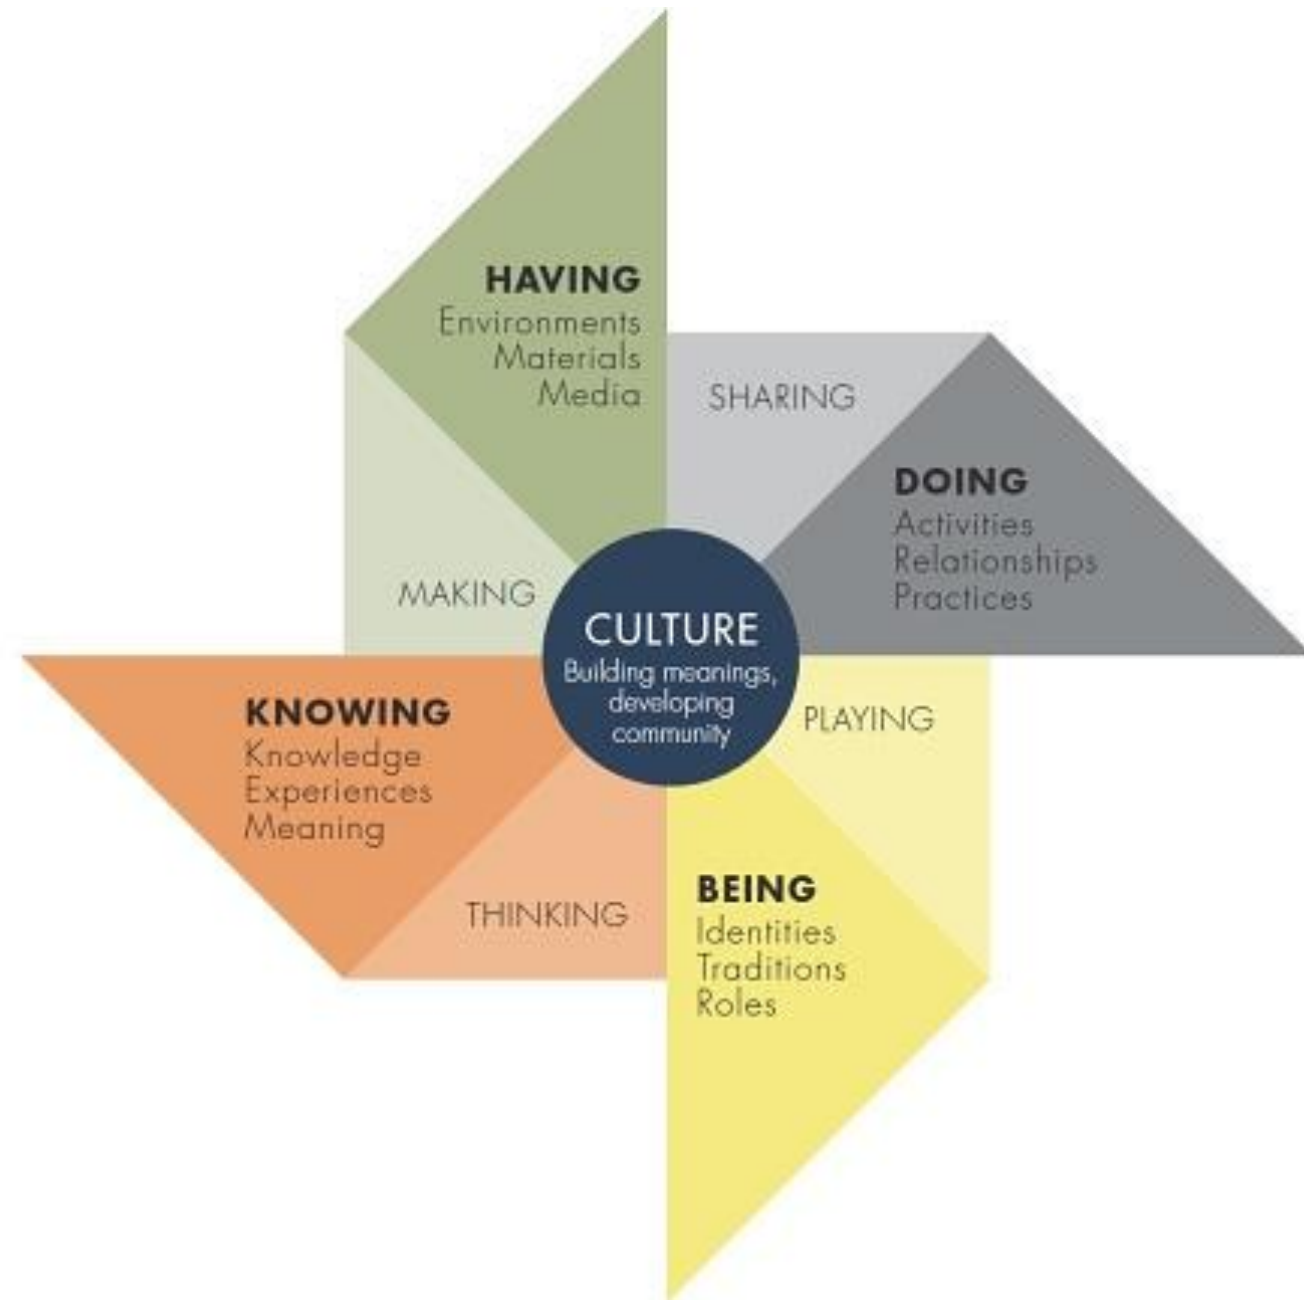 HAVING
Environments
Materials
Media
SHARING
DOING
Activities
Relationships
Practices
MAKING
CULTURE
Building meanings,
developing
community
PLAYING
KNOWING
Knowledge
Experiences
Meaning
THINKING
BEING
Identities
Traditions
Roles